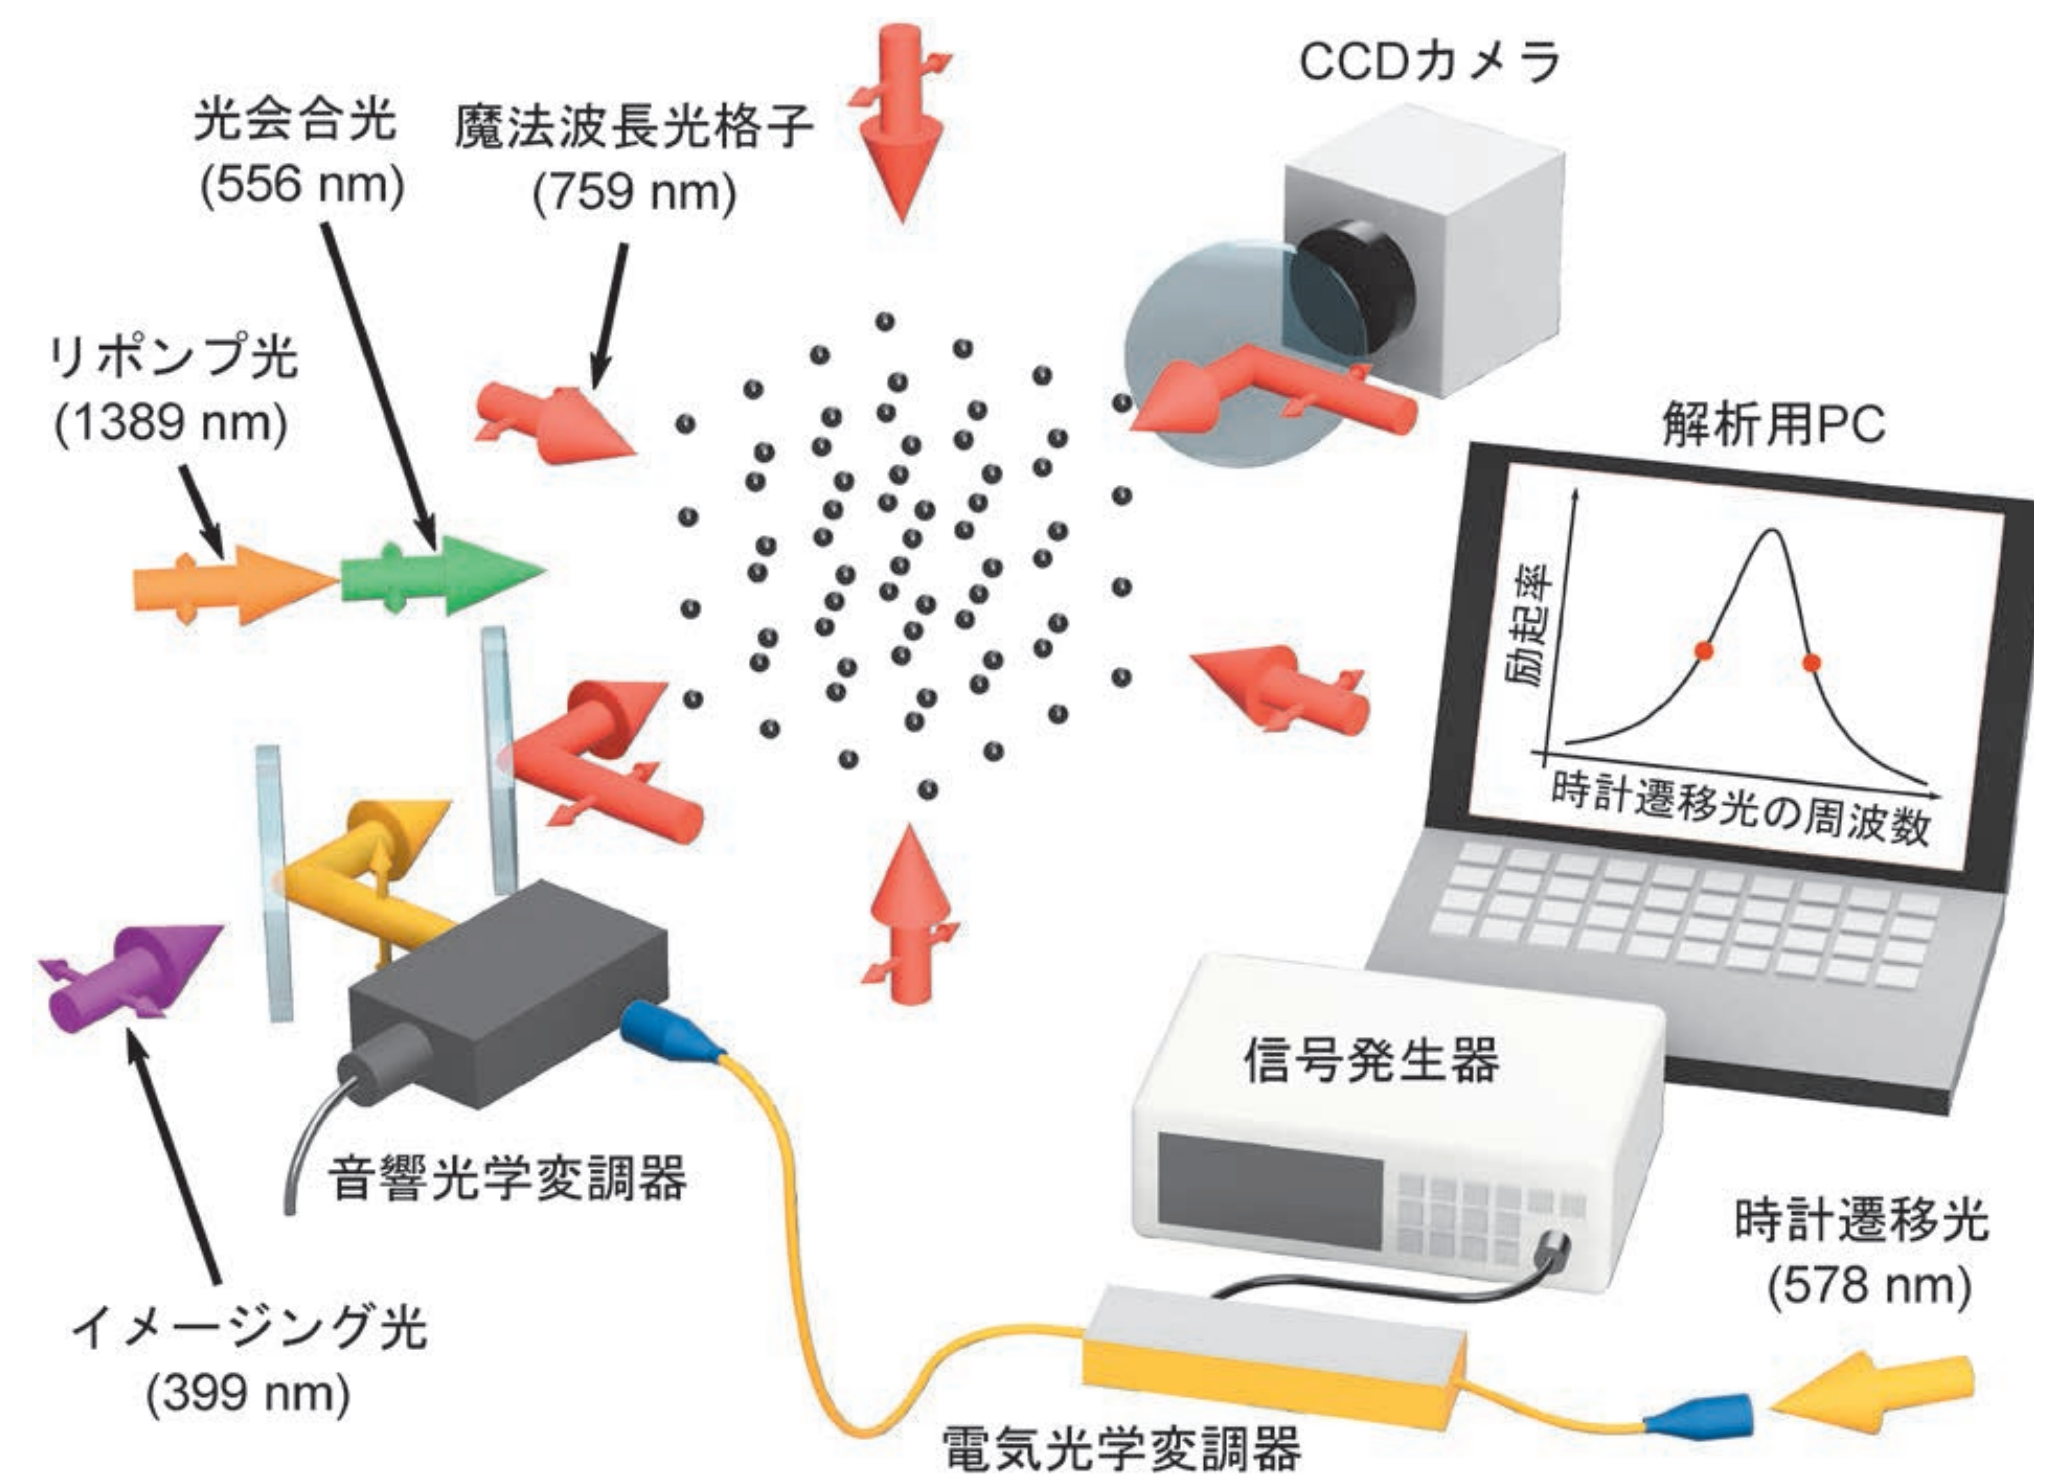 CCDカメラ
光会合光
(556 nm)
魔法波長光格子
(759 nm)
リポンプ光
(1389 nm)
解析用PC
励起率
時計遷移光の周波数
信号発生器
音響光学変調器
時計遷移光
(578 nm)
イメージング光
(399 nm)
電気光学変調器